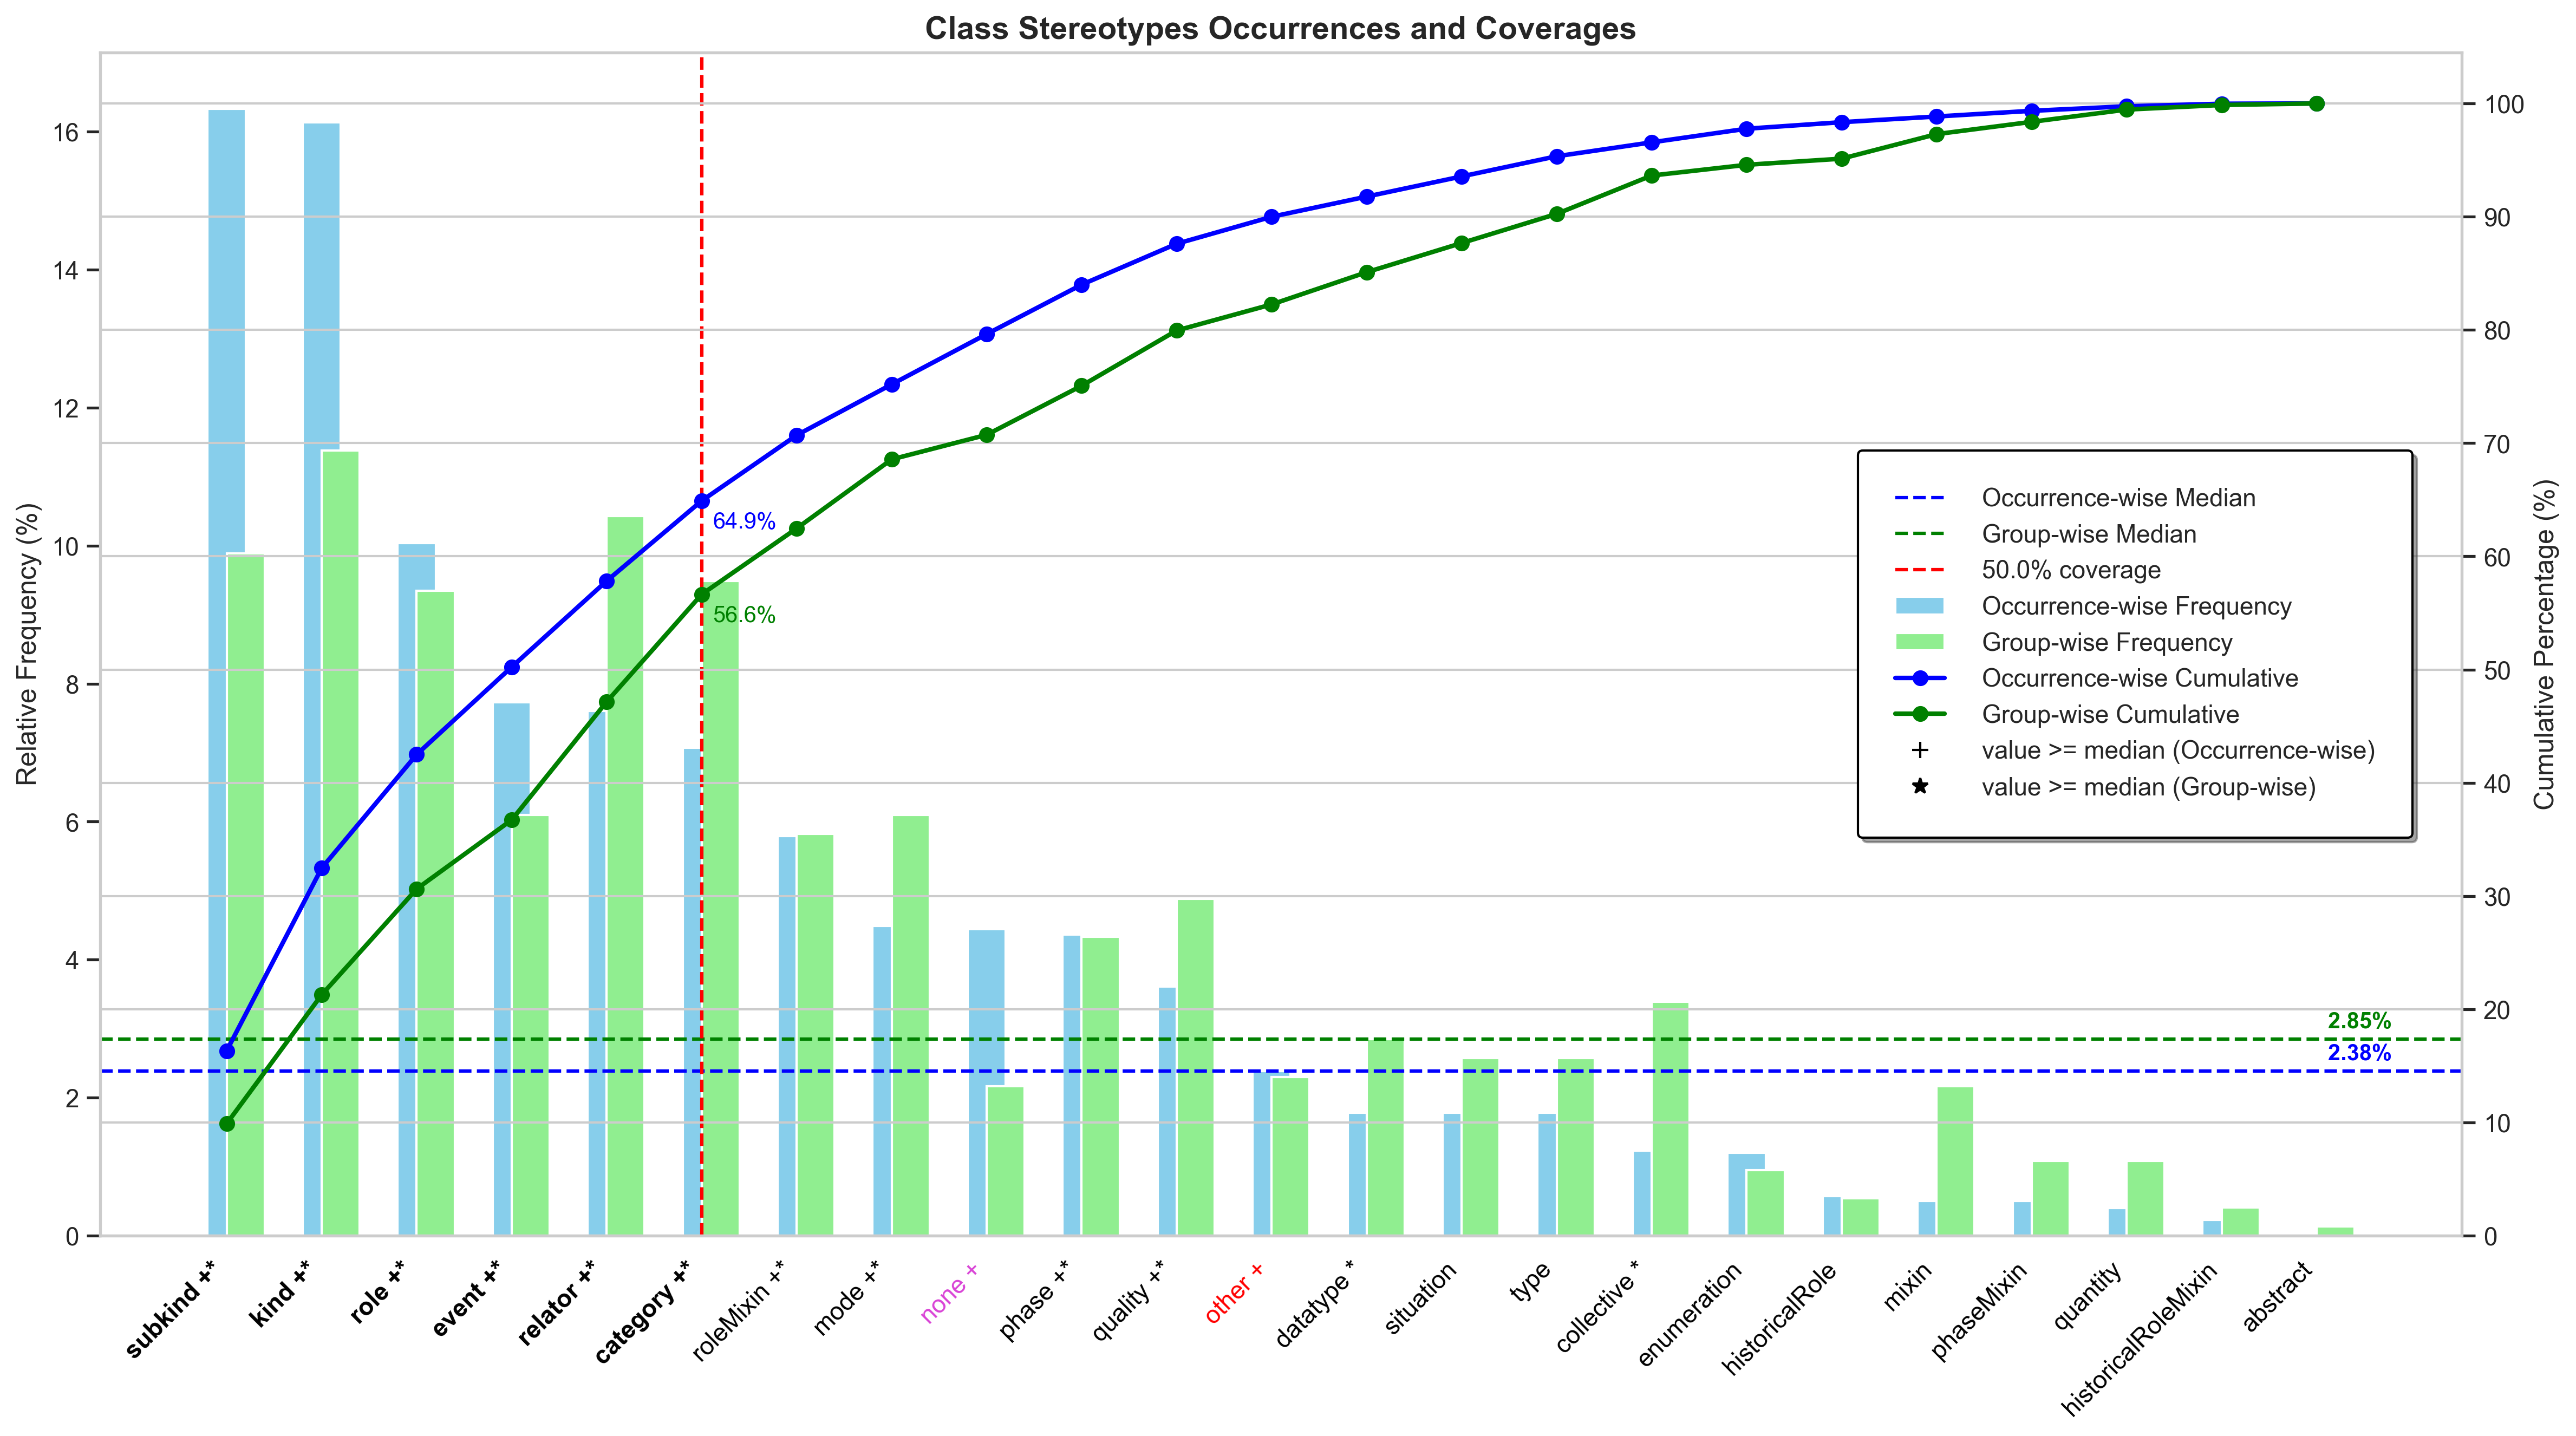 Class Stereotypes Occurrences and Coverages
Relative Frequency (%)
16
14
12
10
8
6
4
2
0
100
90
80
70
60
50
40
30
20
10
0
Cumulative Percentage (%)
64.9%
56.6%
2.85%
2.38%
Occurrence-wise Median
Group-wise Median
50.0% coverage
Occurrence-wise Frequency
Group-wise Frequency
Occurrence-wise Cumulative
Group-wise Cumulative
value >= median (Occurrence-wise)
value >= median (Group-wise)
subkind +*
kind +*
role +*
event +*
relator +*
category +*
roleMixin +*
mode +*
none +
phase +*
quality +*
other +
datatype *
situation
type
collective *
enumeration
historicalRole
mixin
phaseMixin
quantity
historicalRoleMixin
abstract